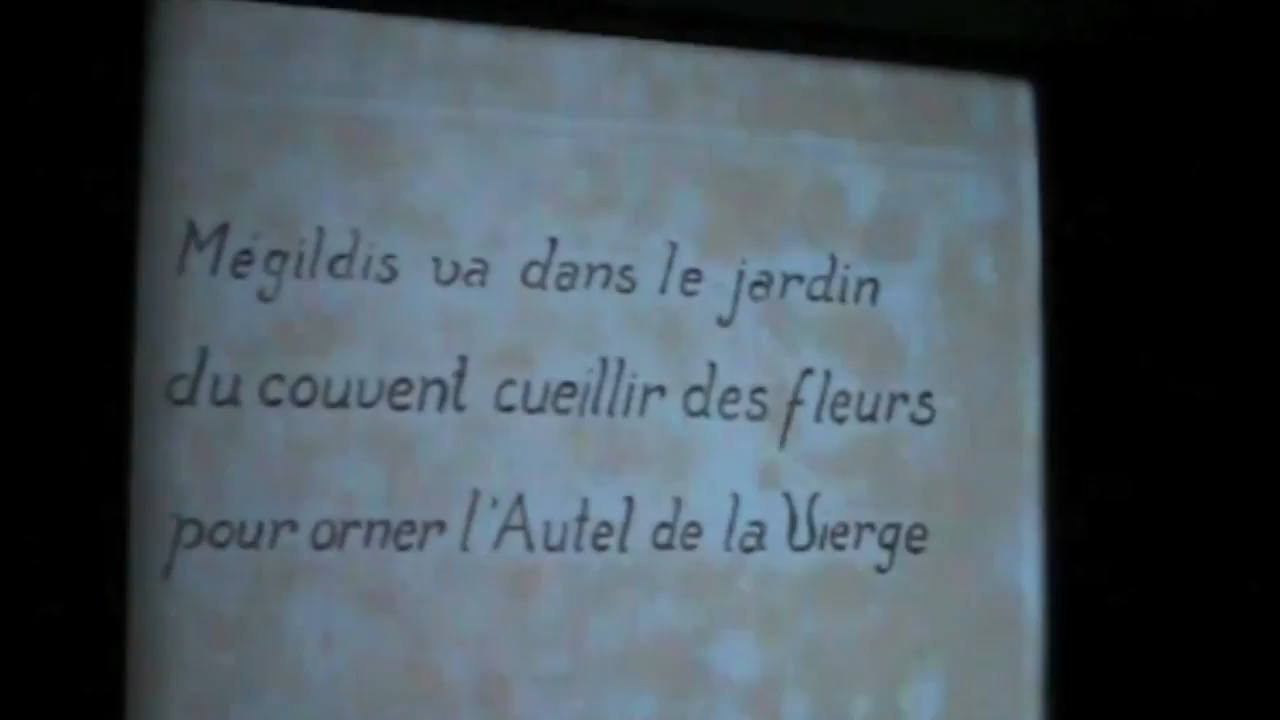 Mégildis va dans le jardin
du couvent cueillir des fleurs
pour orner l'Autel de la Vierge